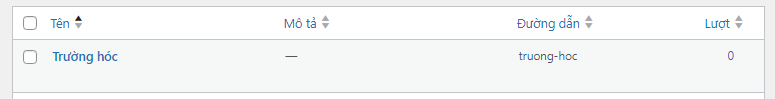 Tên Mô tả Đường dẫn Lượt
Trường hóc — truong-hoc 0